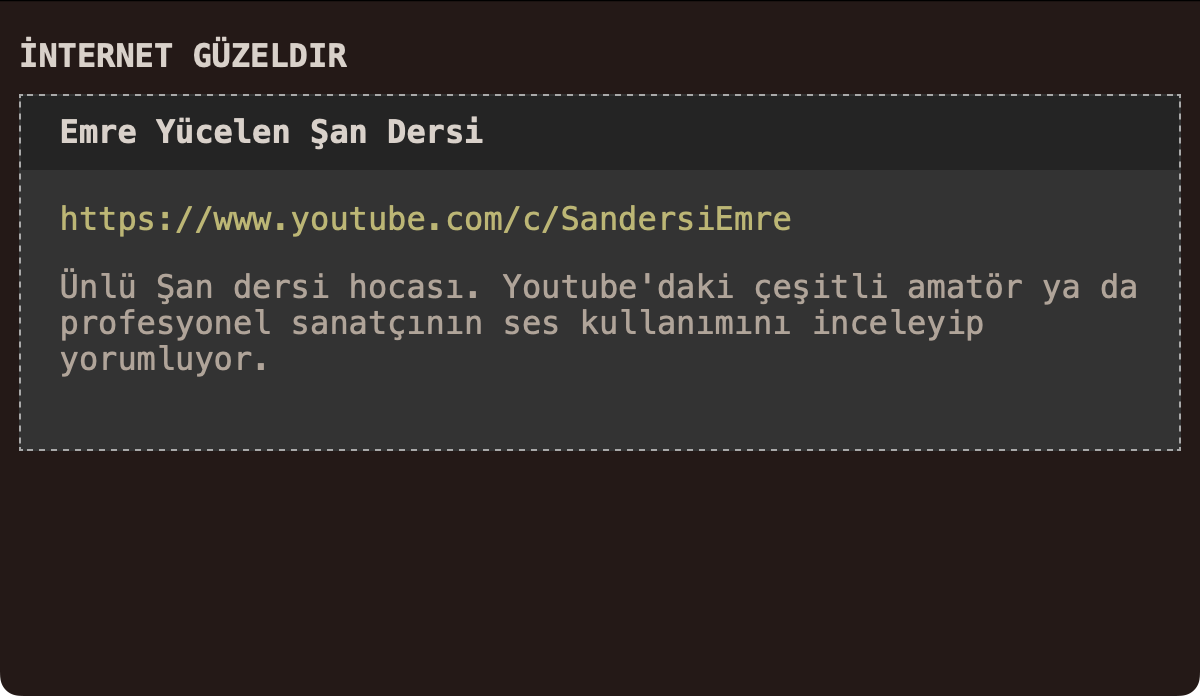 İNTERNET GÜZELDIR
Emre Yücelen Şan Dersi
https://www.youtube.com/c/SandersiEmre
Ünlü Şan dersi hocası. Youtube'daki çeşitli amatör ya da
profesyonel sanatçının ses kullanımını inceleyip
yorumluyor.